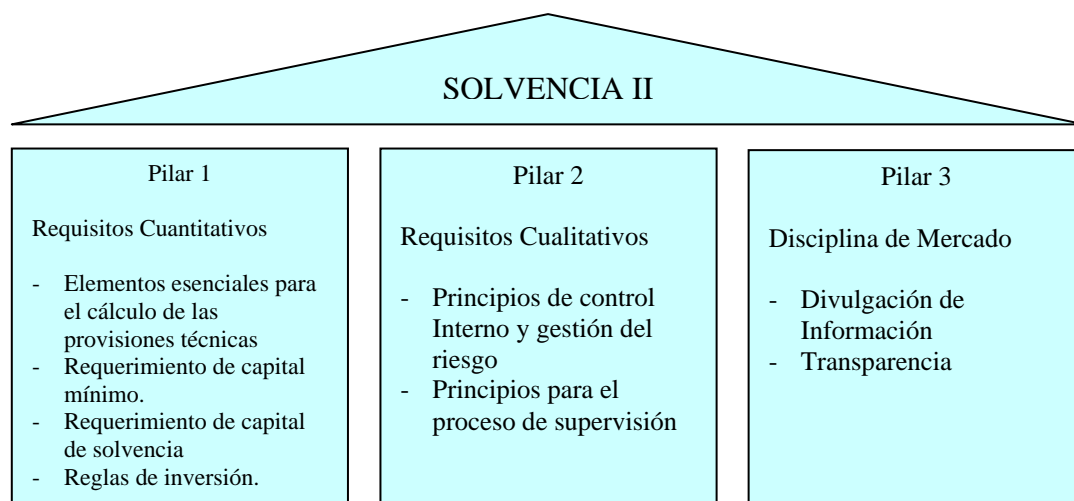 SOLVENCIA II
Pilar 1
Requisitos Cuantitativos
- Elementos esenciales para
el cálculo de las
provisiones técnicas
- Requerimiento de capital
mínimo.
- Requerimiento de capital
de solvencia
- Reglas de inversión.
Pilar 2
Requisitos Cualitativos
- Principios de control
Interno y gestión del
riesgo
- Principios para el
proceso de supervisión
Pilar 3
Disciplina de Mercado
- Divulgación de
Información
- Transparencia